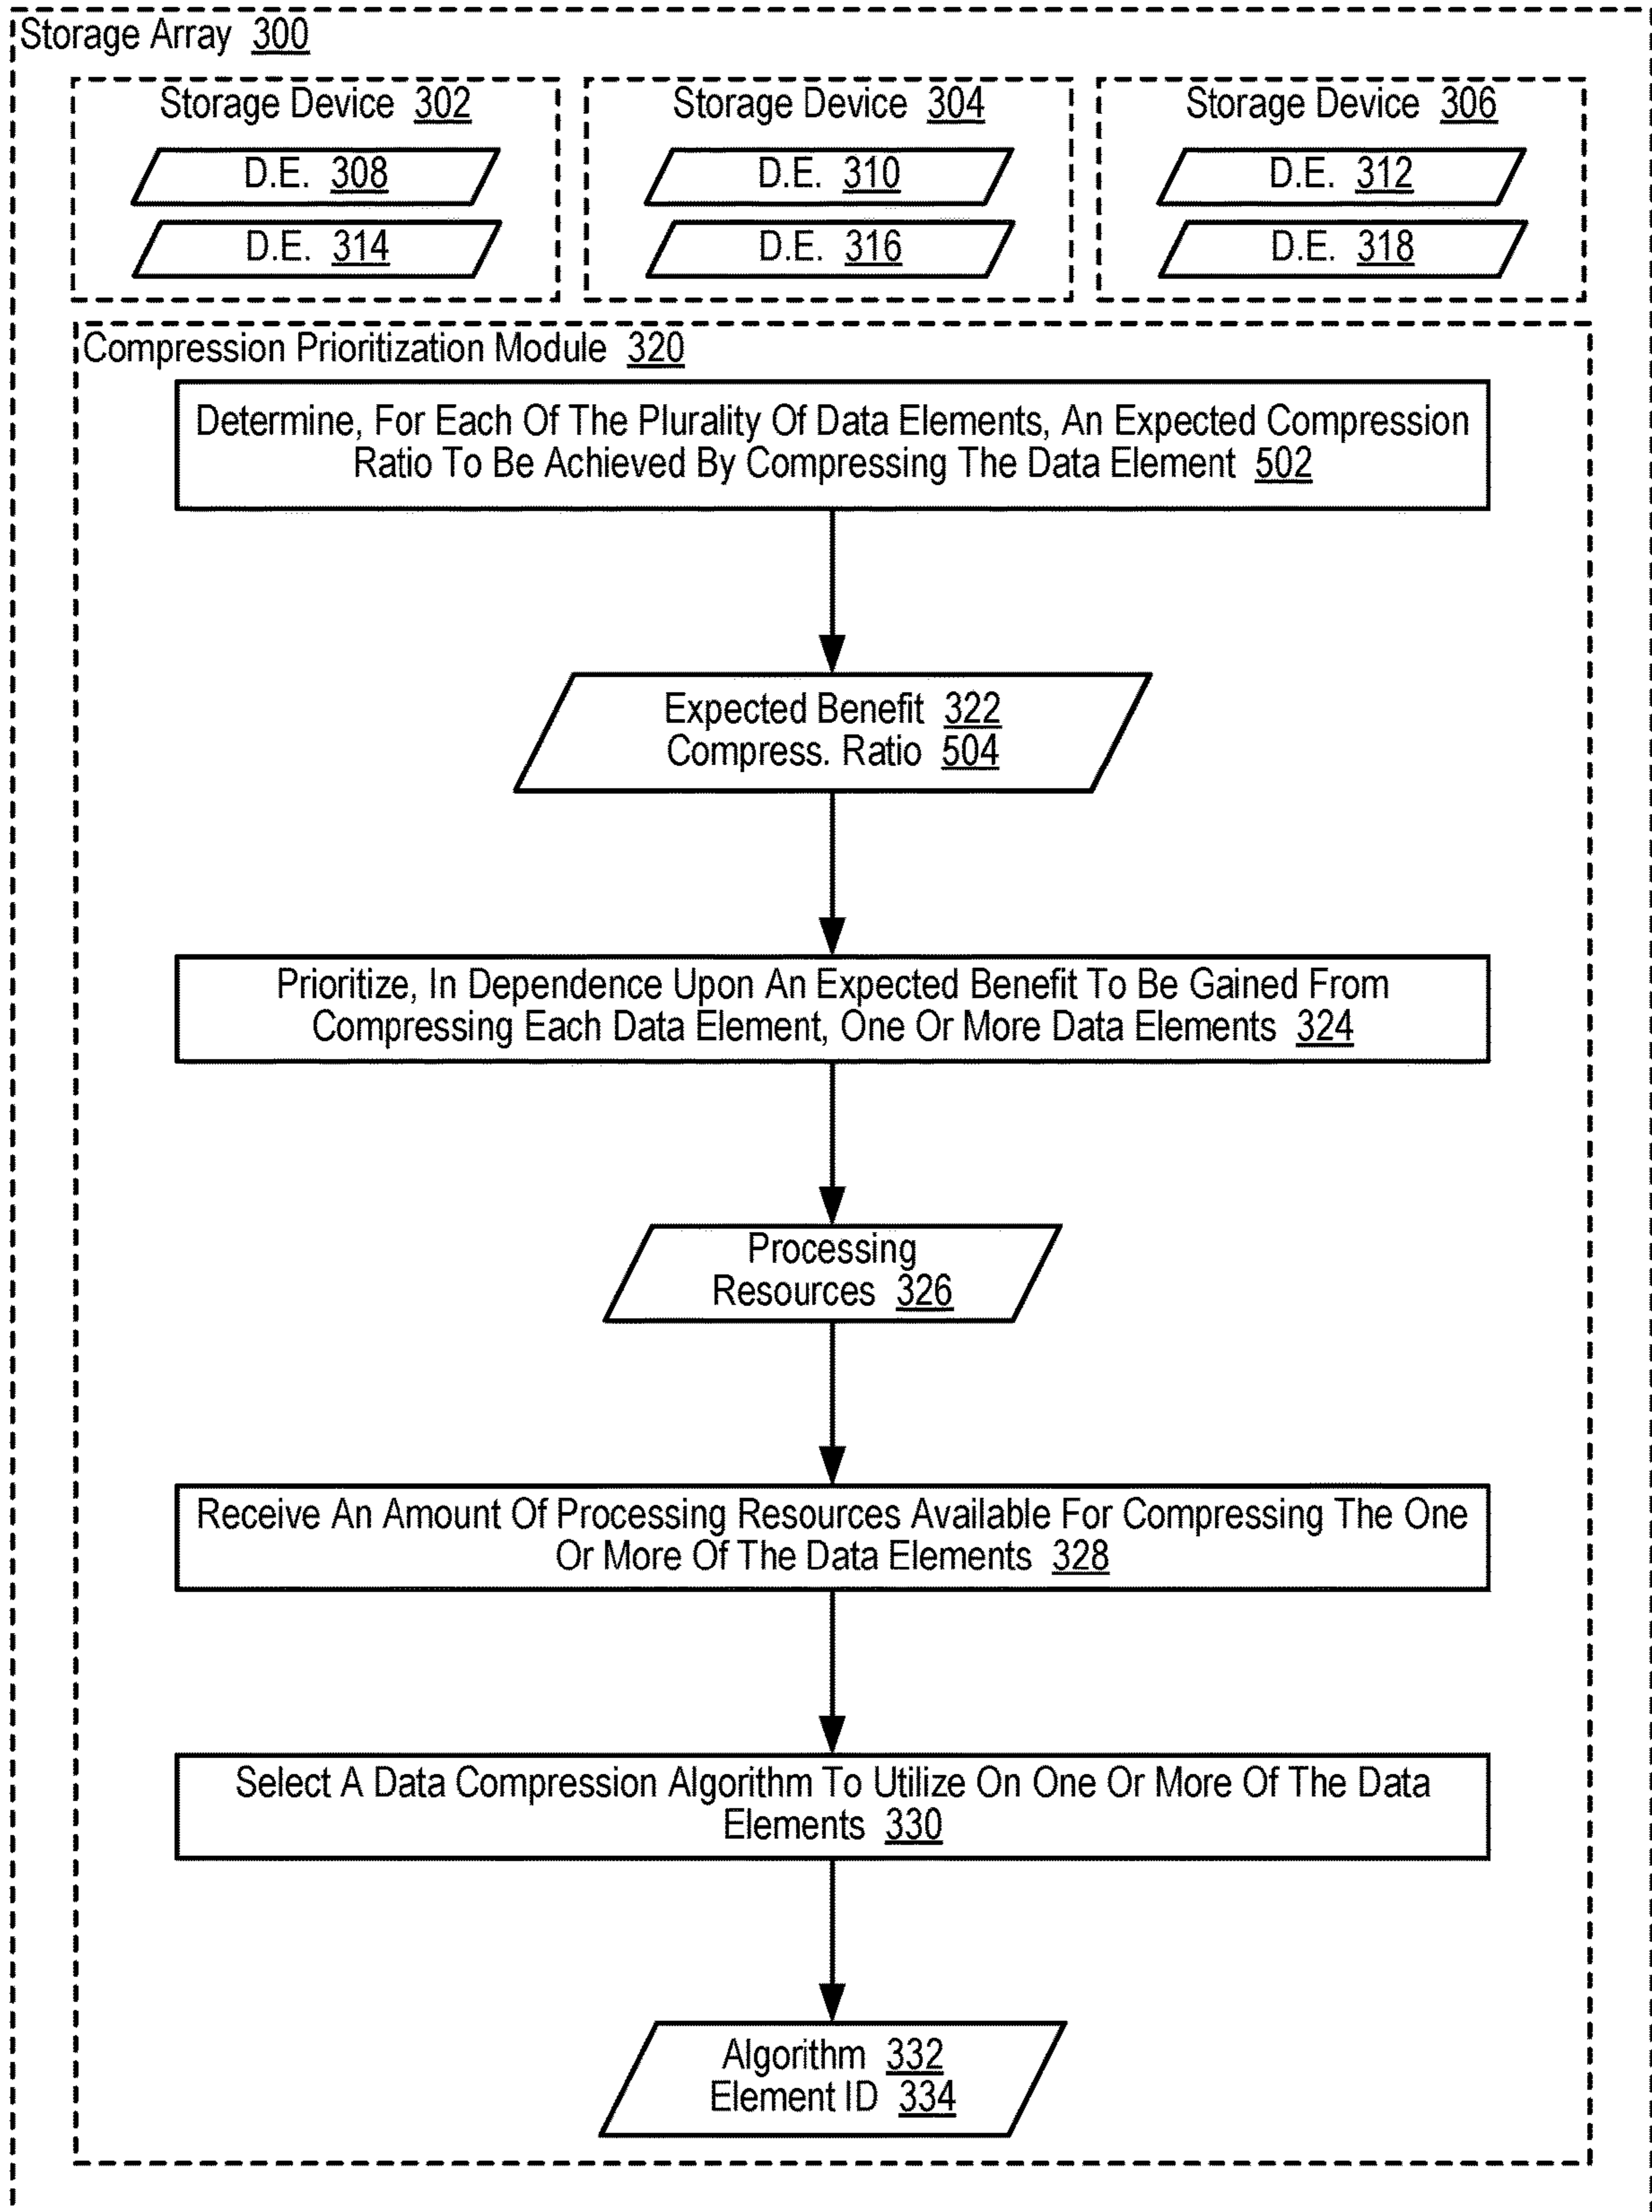 Storage Array 300
Storage Device 302
D.E. 308
D.E. 314
Storage Device 304
D.E. 310
D.E. 316
Storage Device 306
D.E. 312
D.E. 318
Compression Prioritization Module 320
Determine, For Each Of The Plurality Of Data Elements, An Expected Compression
Ratio To Be Achieved By Compressing The Data Element 502
Expected Benefit 322
Compress. Ratio 504
Prioritize, In Dependence Upon An Expected Benefit To Be Gained From
Compressing Each Data Element, One Or More Data Elements 324
Processing
Resources 326
Receive An Amount Of Processing Resources Available For Compressing The One
Or More Of The Data Elements 328
Select A Data Compression Algorithm To Utilize On One Or More Of The Data
Elements 330
Algorithm 332
Element ID 334